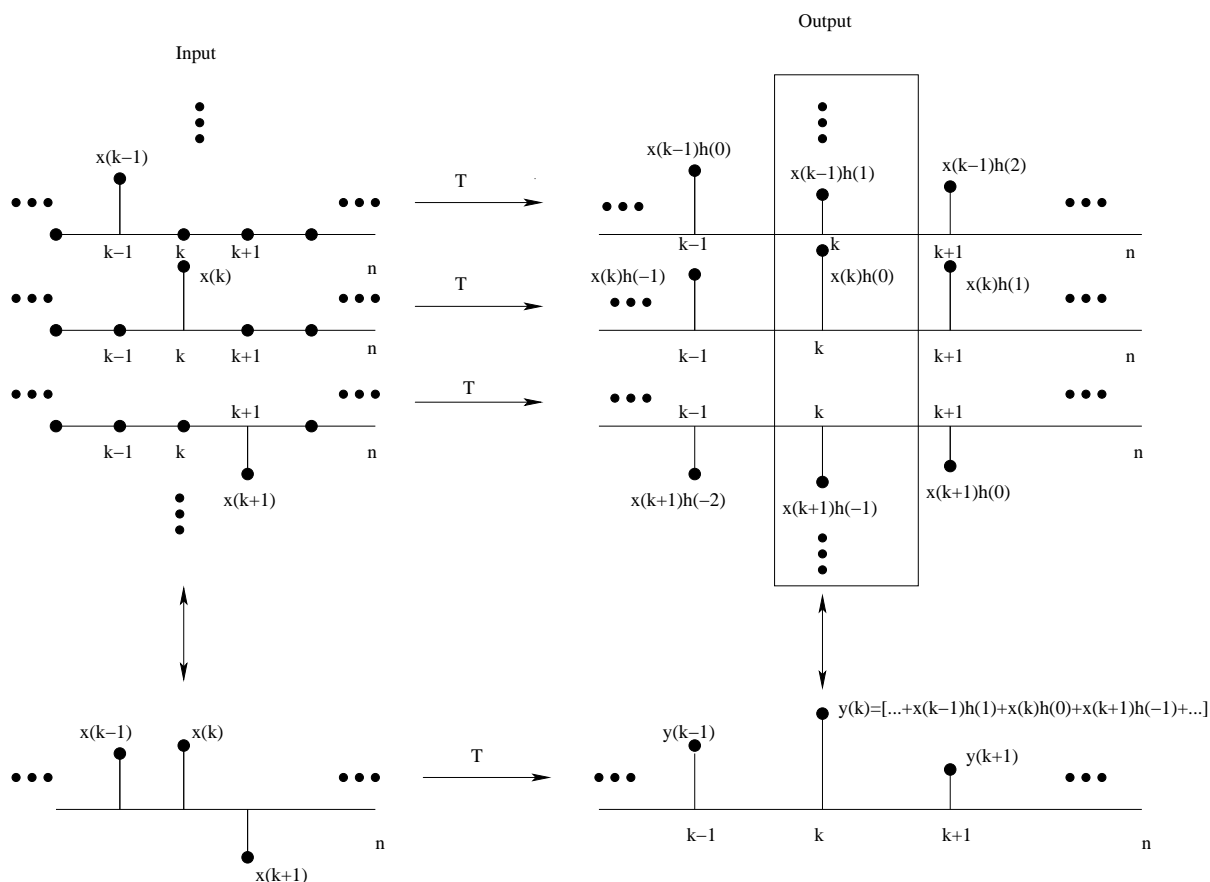 Output
Input
x(k−1)
T
x(k−1)h(0)
x(k−1)h(1)
x(k−1)h(2)
k−1 k k+1 n
k−1 k k+1 n
x(k)
T
x(k)h(−1)
x(k)h(0)
x(k)h(1)
k−1 k k+1 n
k−1 k k+1 n
k+1
T
k−1 k k+1
k−1 k n
n
x(k+1)
x(k+1)h(−2)
x(k+1)h(−1)
x(k+1)h(0)
x(k−1) x(k)
T
y(k−1)
y(k)=[...+x(k−1)h(1)+x(k)h(0)+x(k+1)h(−1)+...]
y(k+1)
n
x(k+1)
k−1 k k+1 n